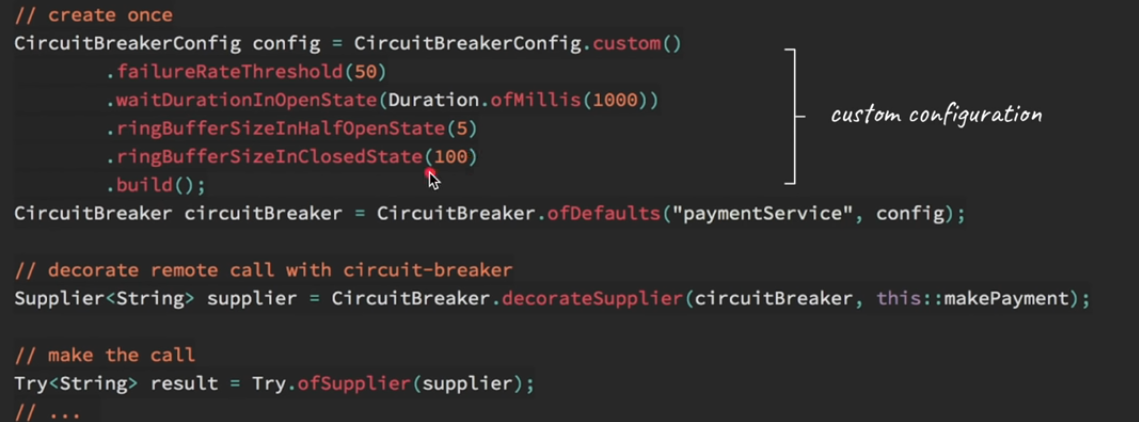 // create once
CircuitBreakerConfig config = CircuitBreakerConfig.custom()
        .failureRateThreshold(50)
        .waitDurationInOpenState(Duration.ofMillis(1000))
        .ringBufferSizeInHalfOpenState(5)
        .ringBufferSizeInClosedState(100)
        .build();
custom configuration
CircuitBreaker circuitBreaker = CircuitBreaker.ofDefaults("paymentService", config);
// decorate remote call with circuit-breaker
Supplier<String> supplier = CircuitBreaker.decorateSupplier(circuitBreaker, this::makePayment);
// make the call
Try<String> result = Try.ofSupplier(supplier);
// ...